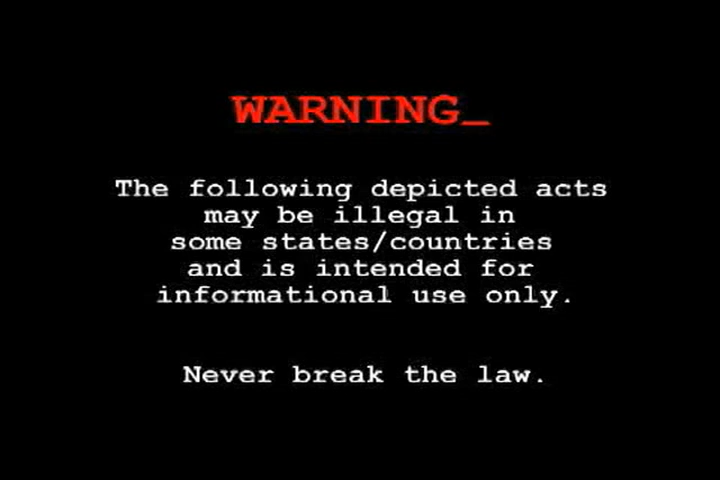 WARNING_
The following depicted acts
may be illegal in
some states/countries
and is intended for
informational use only.
Never break the law.